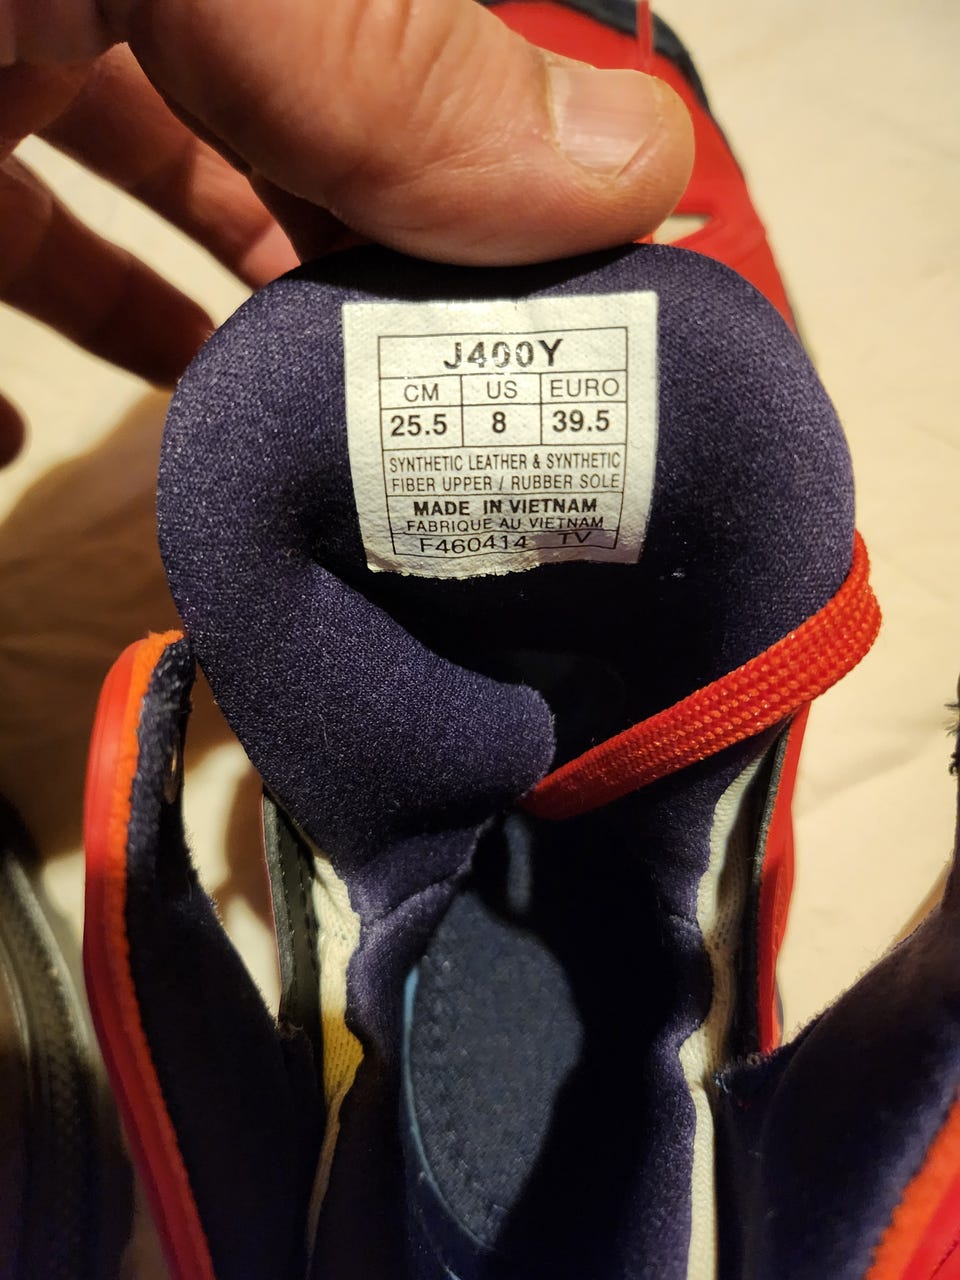 J400Y
CM US EURO
25.5 8 39.5
SYNTHETIC LEATHER & SYNTHETIC
FIBER UPPER / RUBBER SOLE
MADE IN VIETNAM
FABRIQUE AU VIETNAM
F460414 TV